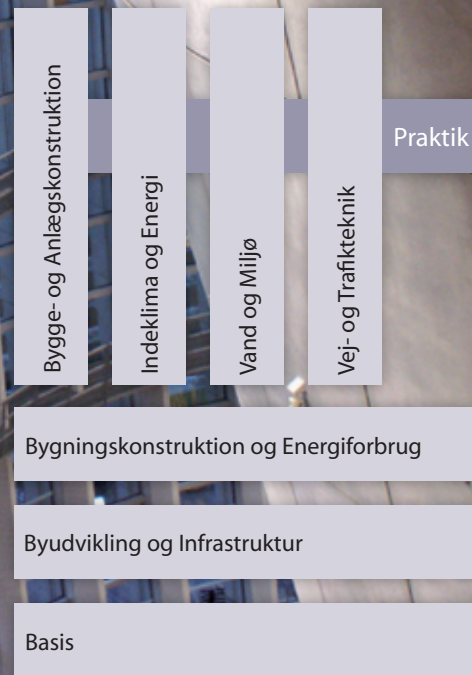 Bygge- og Anlægskonstruktion
Indeklima og Energi
Vand og Miljø
Vej- og Trafikteknik
Praktik
Bygningskonstruktion og Energiforbrug
Byudvikling og Infrastruktur
Basis